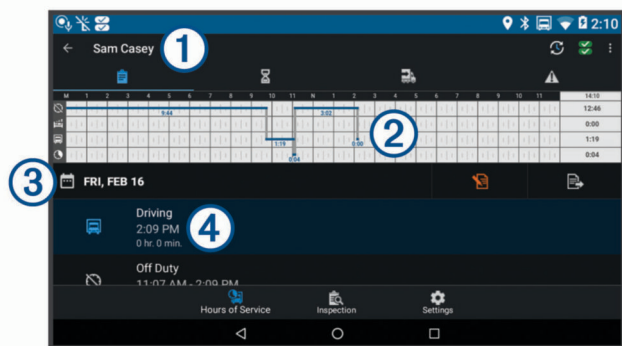 2:10
Sam Casey
1
M 1 2 3 4 5 6 7 8 9 10 11 N 1 2 3 4 5 6 7 8 9 10 11 14:10
9:44 3:02 12:46
0:00
1:19 0:00 1:19
0:04 0:04
2
3
FRI, FEB 16
Driving
2:09 PM
0 hr. 0 min.
4
Off Duty
11:07 AM - 2:09 PM
Hours of Service Inspection Settings